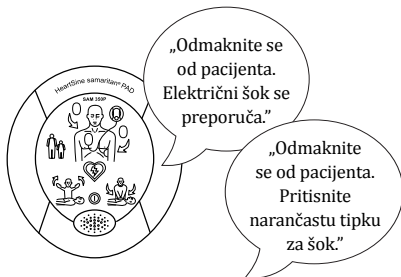 HeartSine samaritan® PAD
SAM 350P
„Odmaknite se
od pacijenta.
Električni šok se
preporuča.”
„Odmaknite
se od pacijenta.
Pritisnite
narančastu tipku
za šok.”